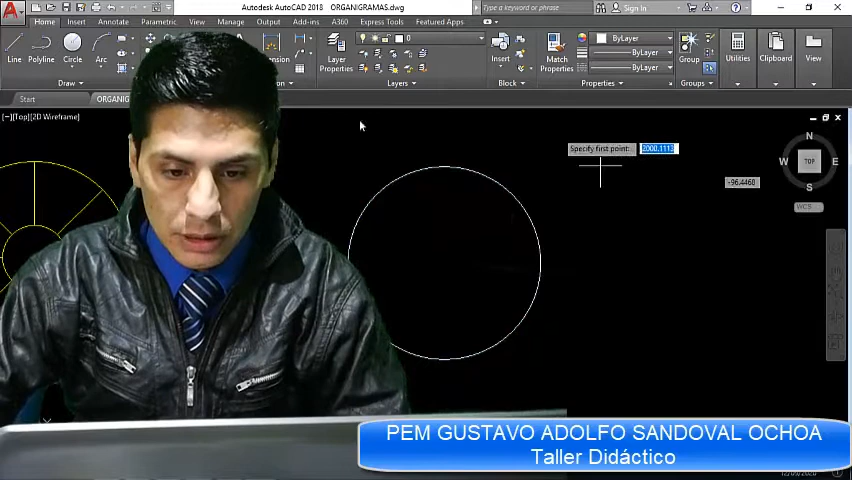 Autodesk AutoCAD 2018   ORGANIGRAMAS.dwg
Type a keyword or phrase
Sign In
Home
Insert
Annotate
Parametric
View
Manage
Output
Add-ins
A360
Express Tools
Featured Apps
Line
Polyline
Circle
Arc
Layer
Properties
0
Insert
Match
Properties
ByLayer
ByLayer
ByLayer
Group
Utilities
Clipboard
View
Draw
Layers
Block
Properties
Groups
Start
[−][Top][2D Wireframe]
Specify first point:
2000.1113
-96.4468
N
W
TOP
E
S
WCS
PEM GUSTAVO ADOLFO SANDOVAL OCHOA
Taller Didáctico